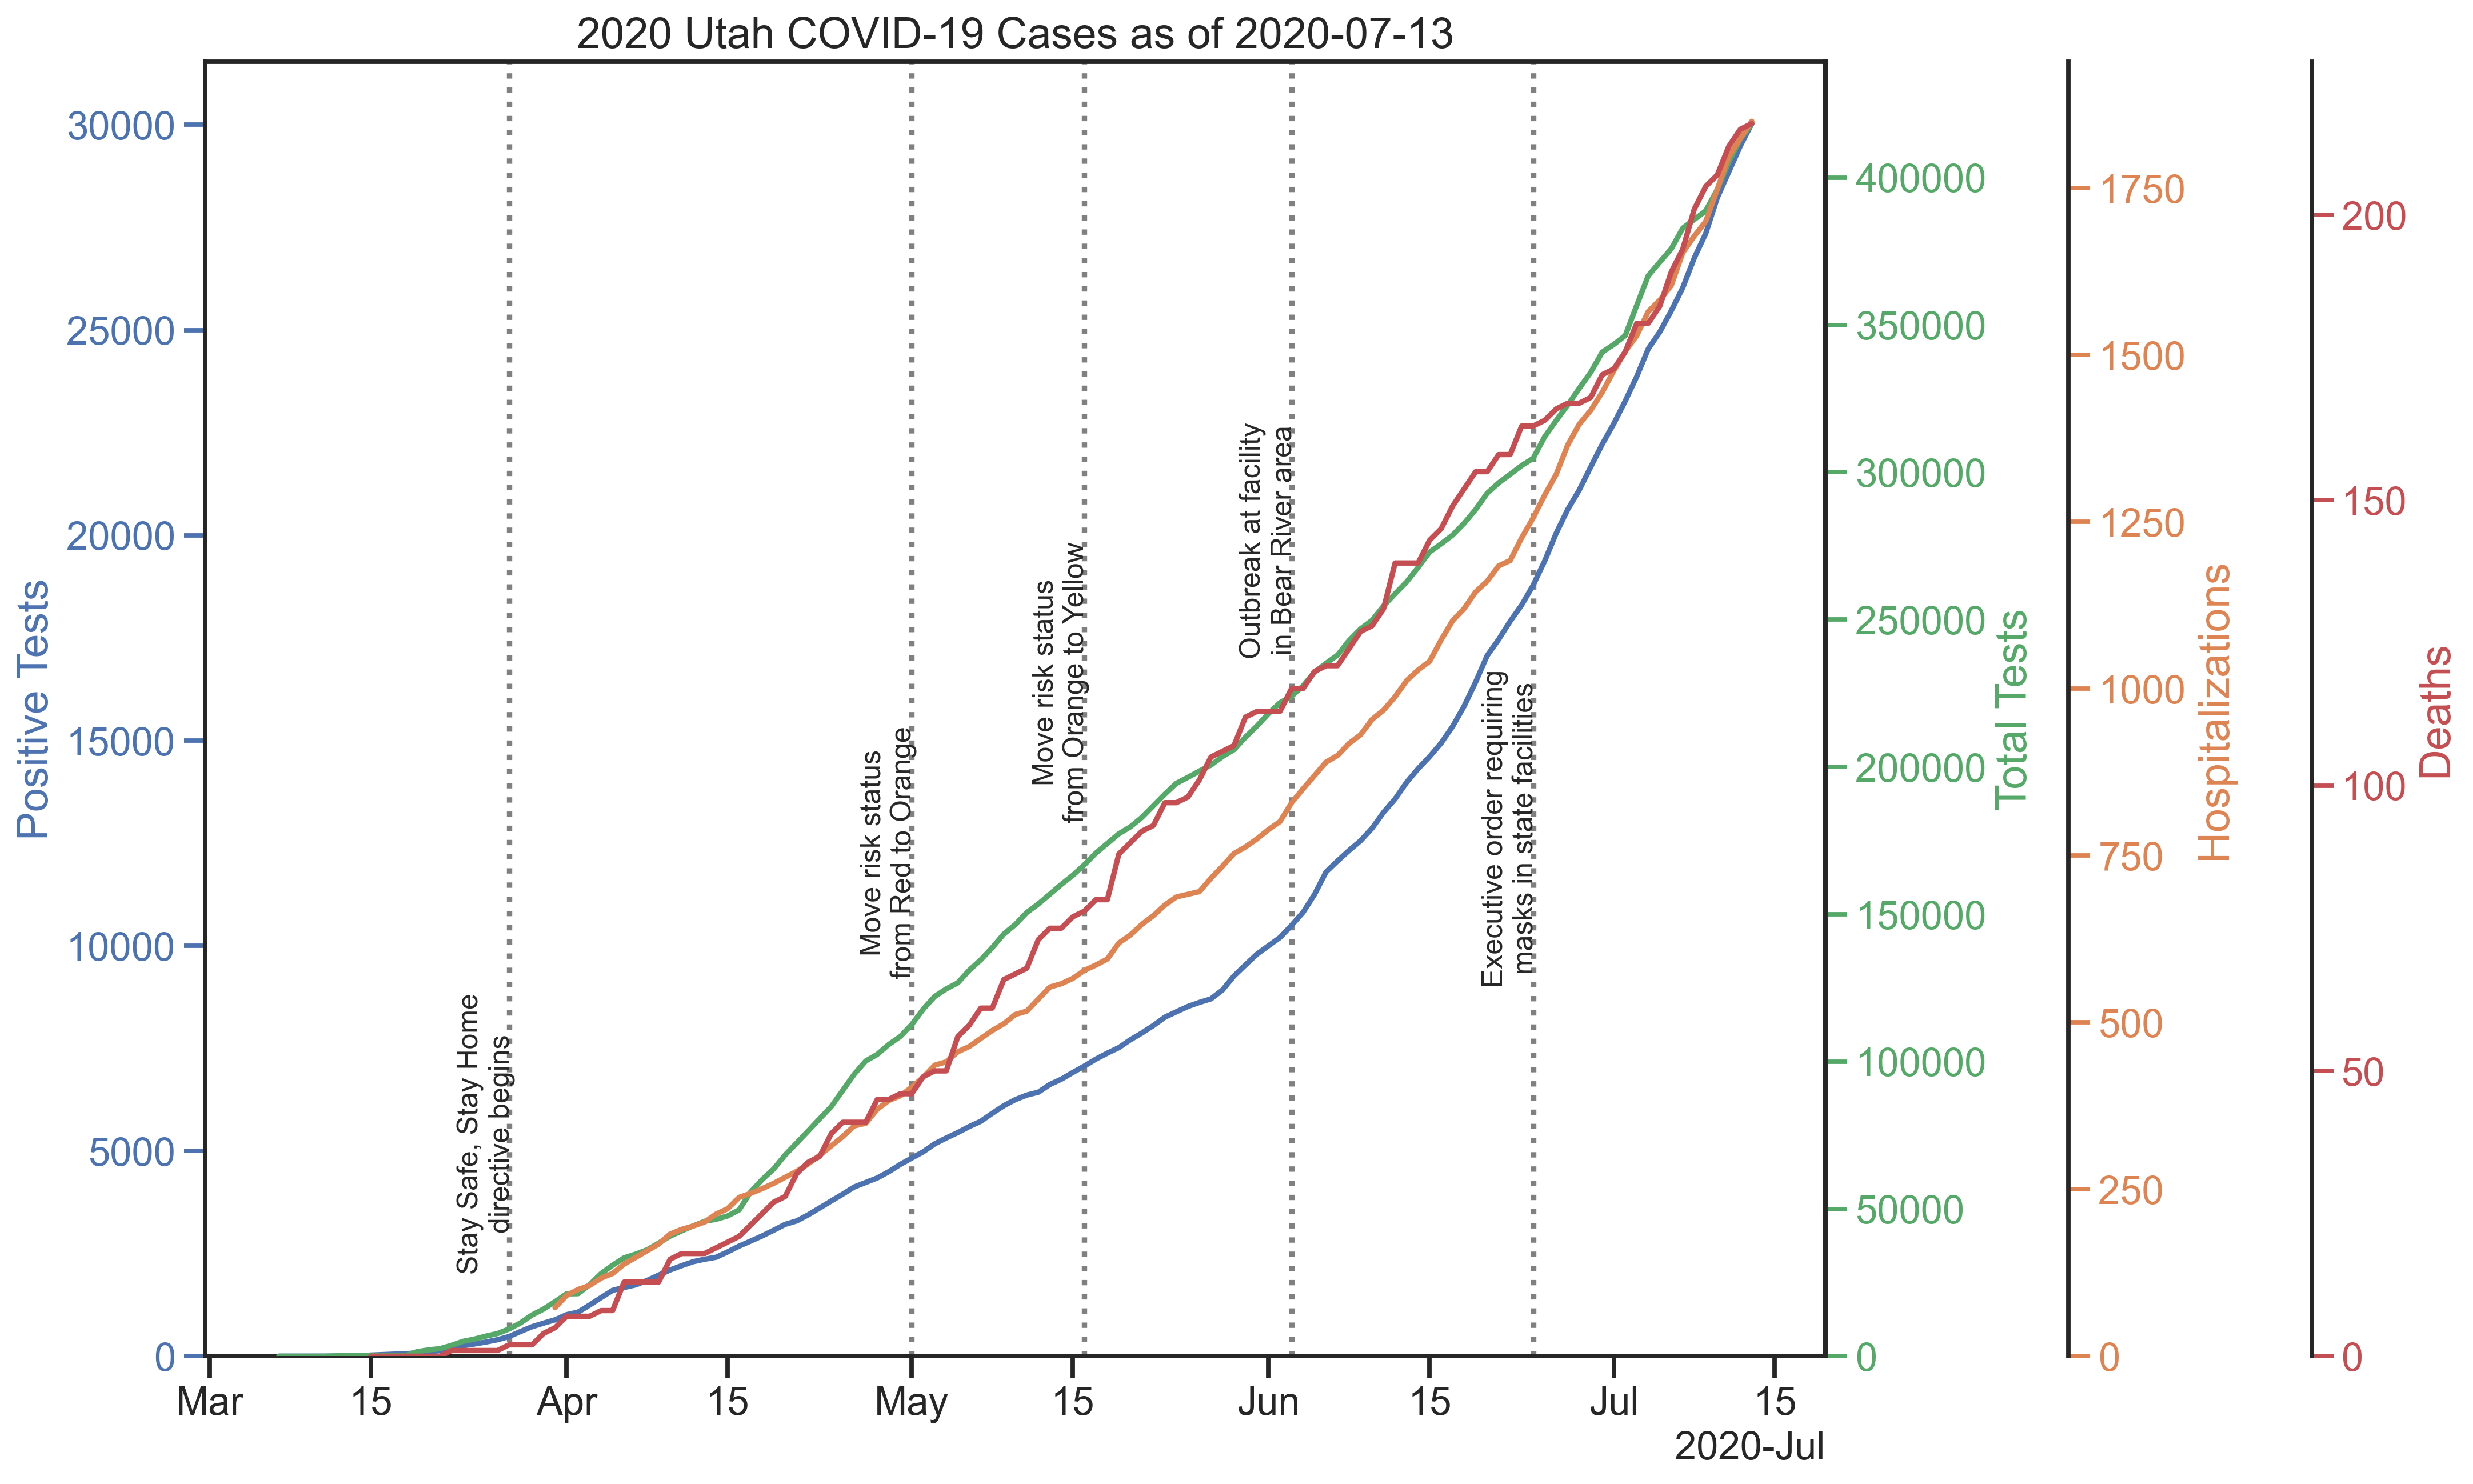 2020 Utah COVID-19 Cases as of 2020-07-13
Positive Tests
30000
25000
20000
15000
10000
5000
0
Stay Safe, Stay Home
directive begins
Move risk status
from Red to Orange
Move risk status
from Orange to Yellow
Outbreak at facility
in Bear River area
Executive order requiring
masks in state facilities
400000
350000
300000
250000
200000
150000
100000
50000
0
Total Tests
1750
1500
1250
1000
750
500
250
0
Hospitalizations
200
150
100
50
0
Deaths
Mar 15 Apr 15 May 15 Jun 15 Jul 15
2020-Jul